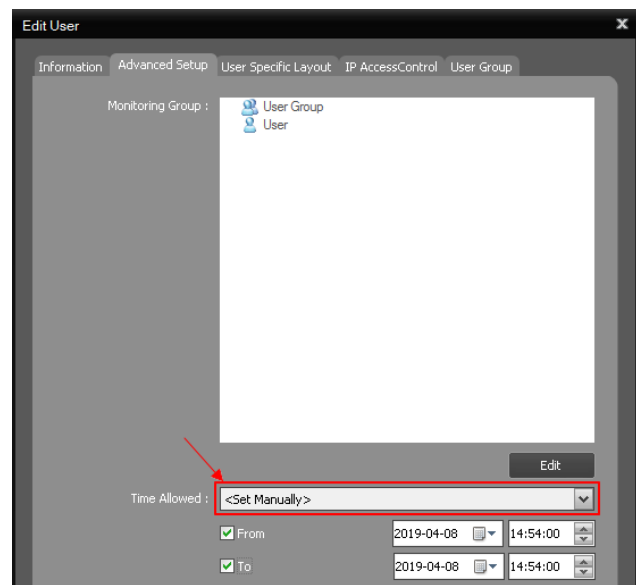 Edit User x
Information Advanced Setup User Specific Layout IP AccessControl User Group
Monitoring Group :
User Group
User
Edit
Time Allowed : <Set Manually>
From 2019-04-08 14:54:00
To 2019-04-08 14:54:00